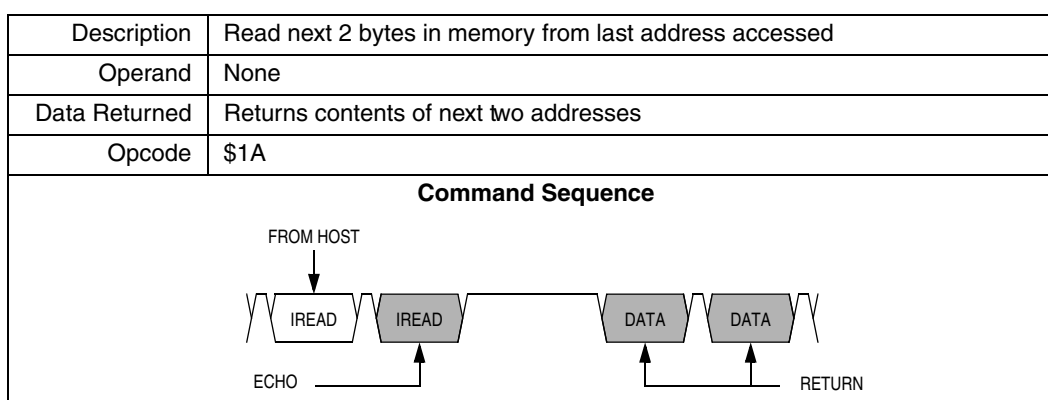 Description Read next 2 bytes in memory from last address accessed
Operand None
Data Returned Returns contents of next two addresses
Opcode $1A
Command Sequence
FROM HOST
IREAD IREAD DATA DATA
ECHO RETURN